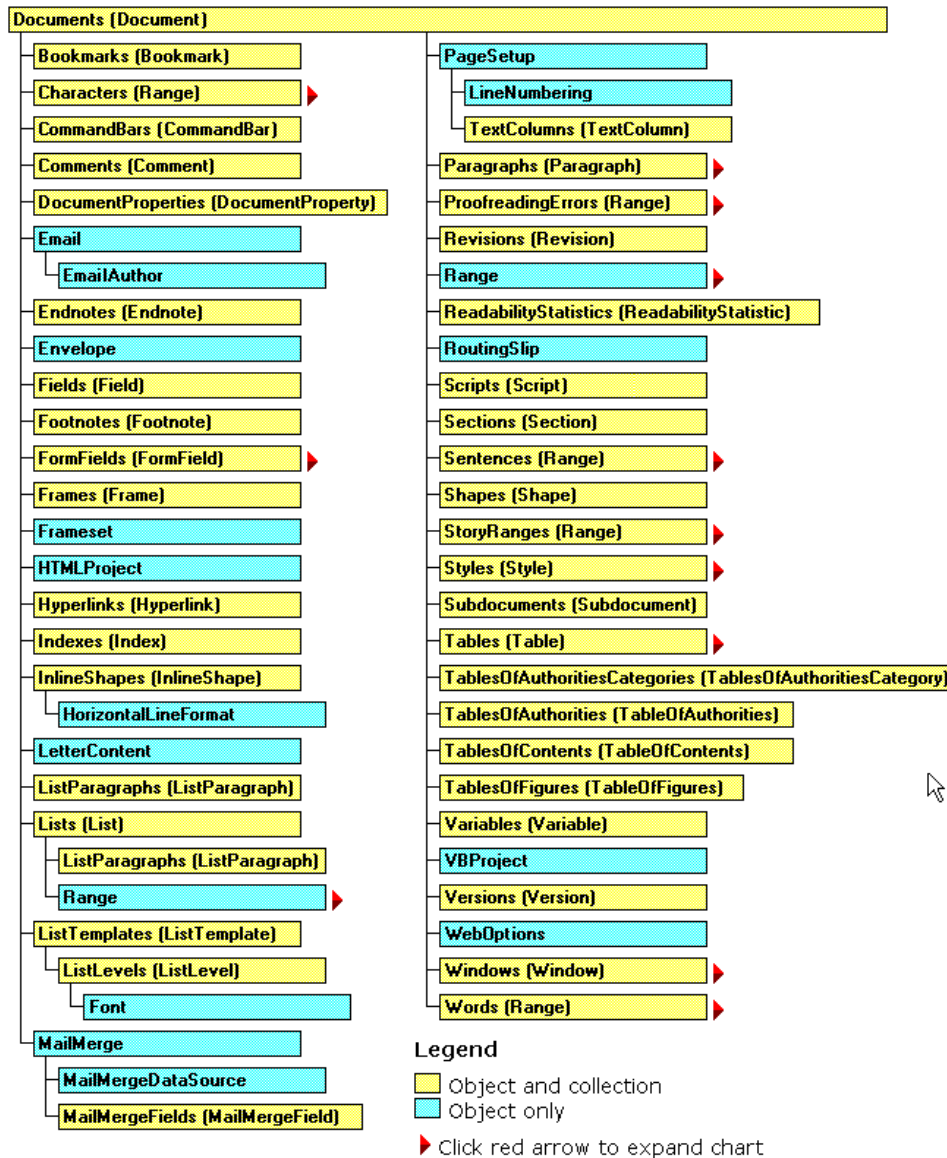 Documents (Document)
Bookmarks (Bookmark)
Characters (Range)
CommandBars (CommandBar)
Comments (Comment)
DocumentProperties (DocumentProperty)
Email
EmailAuthor
Endnotes (Endnote)
Envelope
Fields (Field)
Footnotes (Footnote)
FormFields (FormField)
Frames (Frame)
Frameset
HTMLProject
Hyperlinks (Hyperlink)
Indexes (Index)
InlineShapes (InlineShape)
HorizontalLineFormat
LetterContent
ListParagraphs (ListParagraph)
Lists (List)
ListParagraphs (ListParagraph)
Range
ListTemplates (ListTemplate)
ListLevels (ListLevel)
Font
MailMerge
MailMergeDataSource
MailMergeFields (MailMergeField)
PageSetup
LineNumbering
TextColumns (TextColumn)
Paragraphs (Paragraph)
ProofreadingErrors (Range)
Revisions (Revision)
Range
ReadabilityStatistics (ReadabilityStatistic)
RoutingSlip
Scripts (Script)
Sections (Section)
Sentences (Range)
Shapes (Shape)
StoryRanges (Range)
Styles (Style)
Subdocuments (Subdocument)
Tables (Table)
TablesOfAuthoritiesCategories (TablesOfAuthoritiesCategory)
TablesOfAuthorities (TableOfAuthorities)
TablesOfContents (TableOfContents)
TablesOfFigures (TableOfFigures)
Variables (Variable)
VBProject
Versions (Version)
WebOptions
Windows (Window)
Words (Range)
Legend
Object and collection
Object only
Click red arrow to expand chart